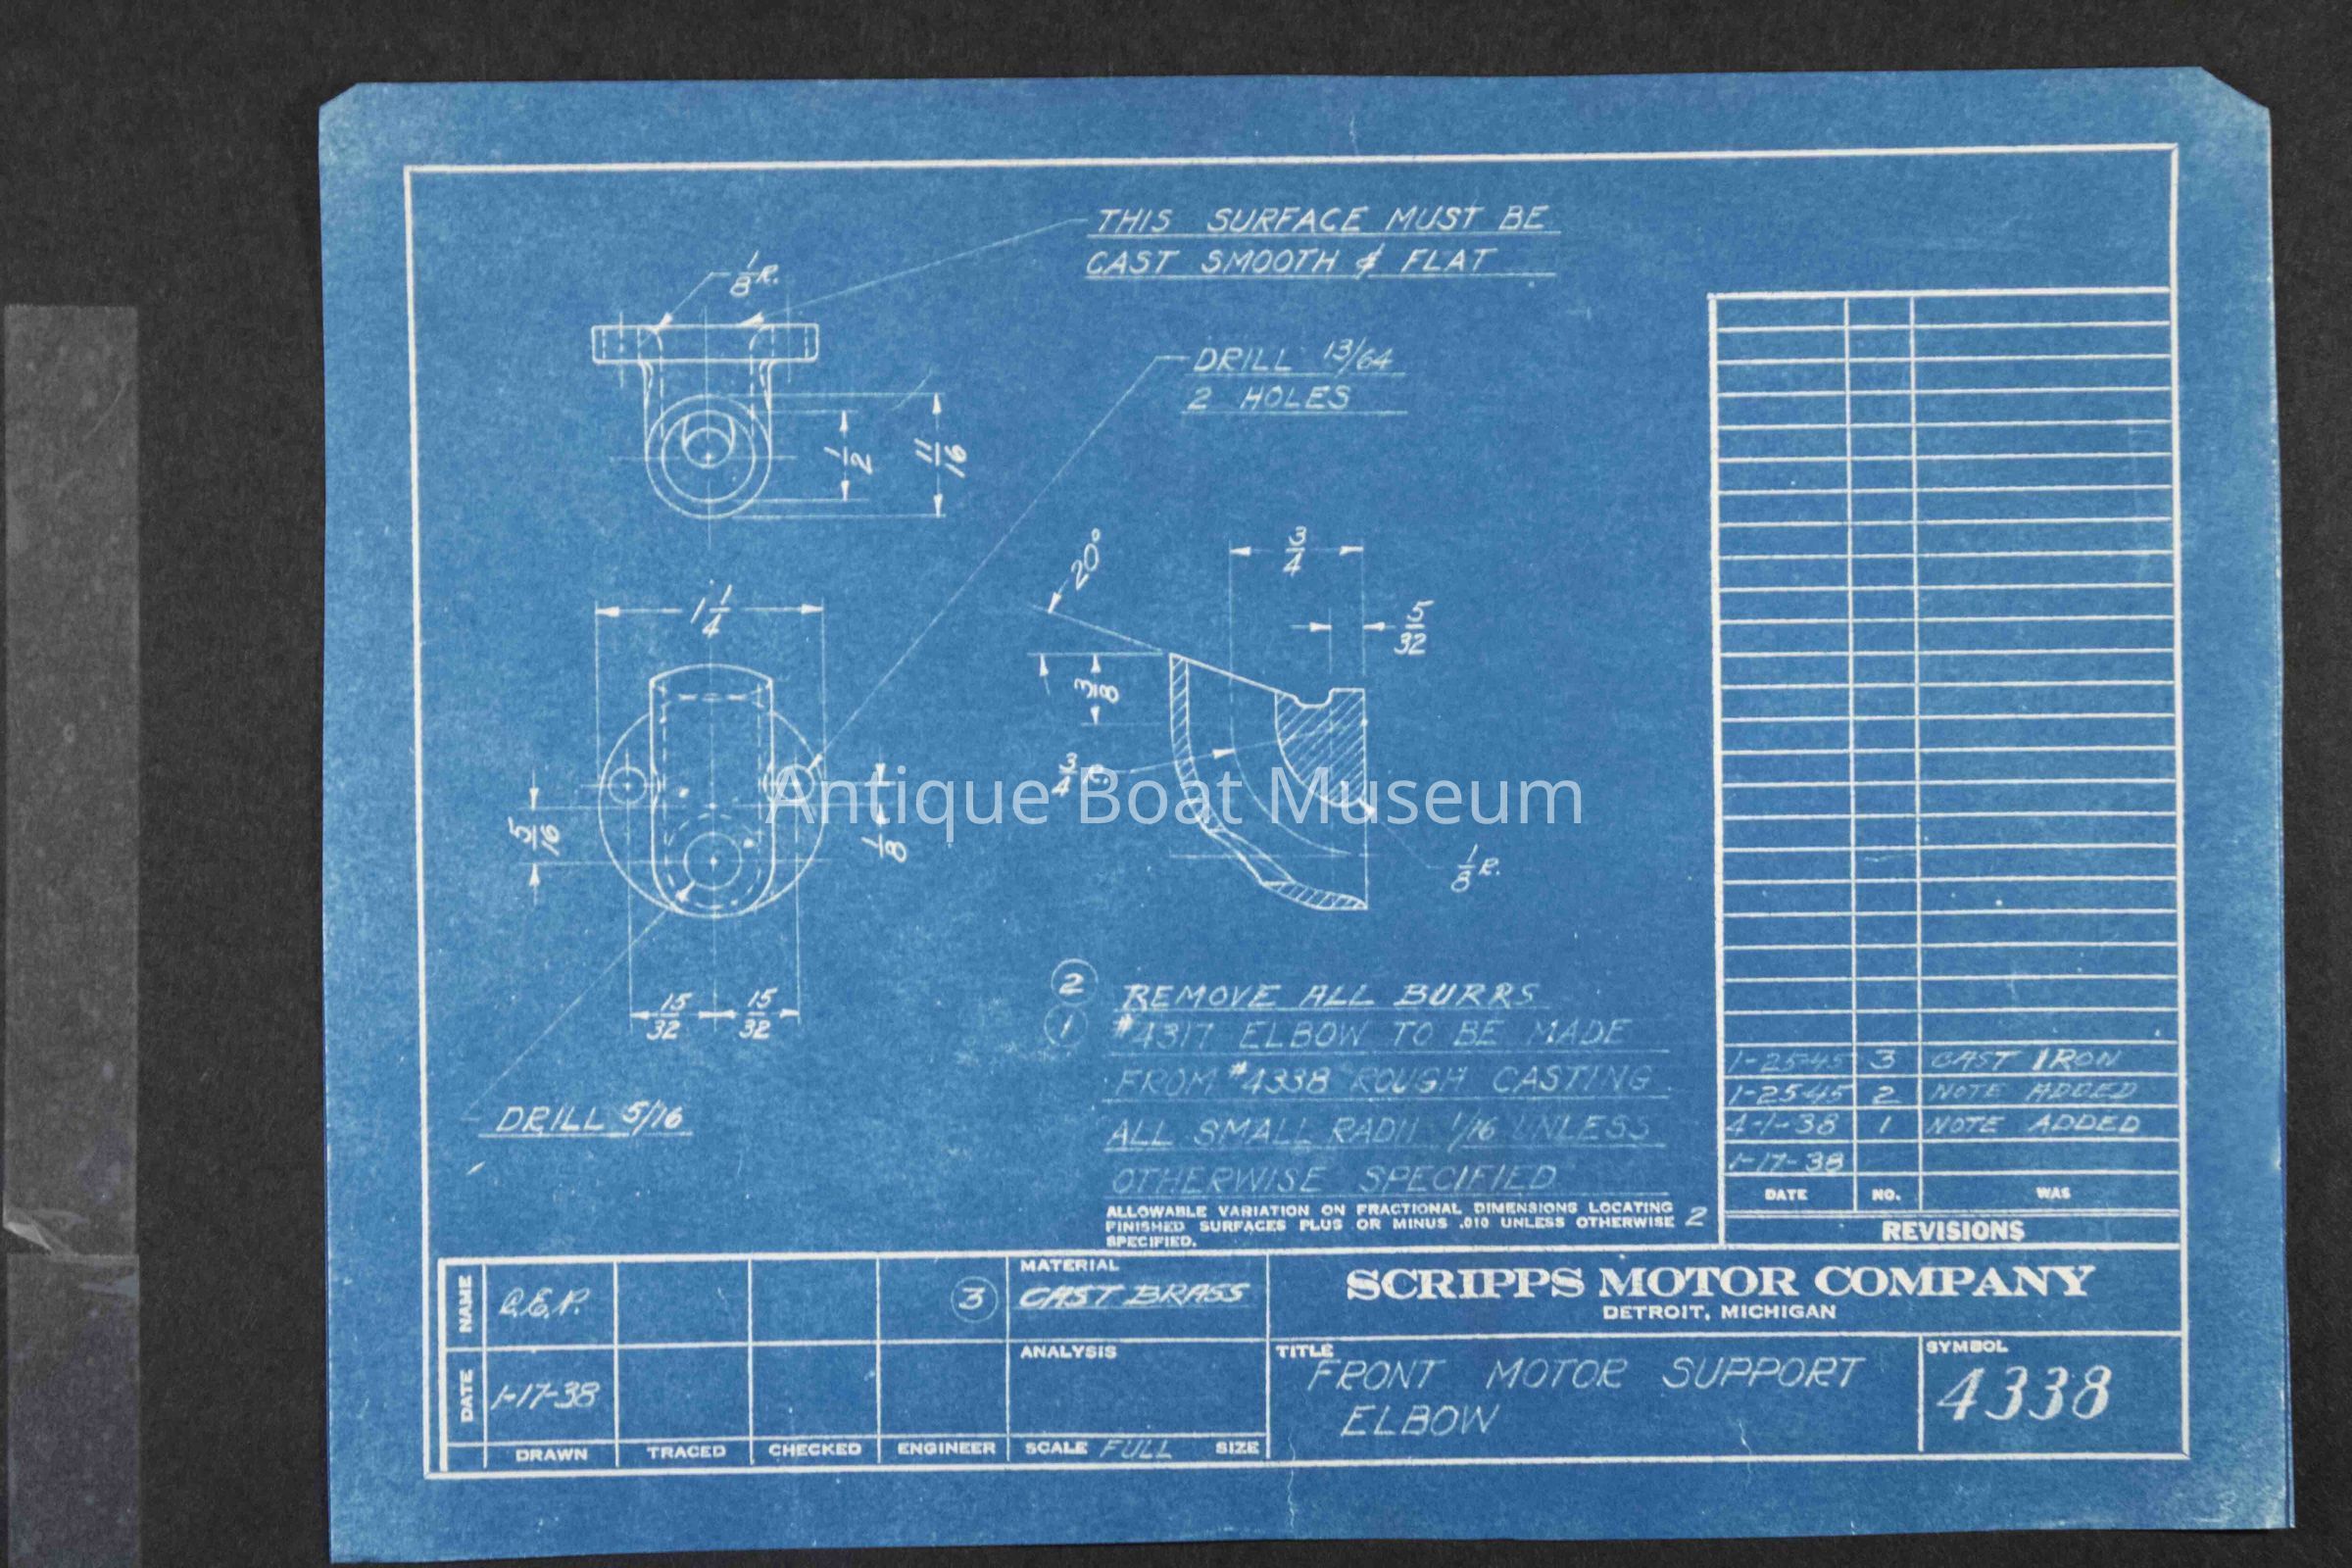 THIS SURFACE MUST BE
CAST SMOOTH & FLAT
1/8 R.
DRILL 13/64
2 HOLES
1/2
11/16
20°
3/4
5/32
1 1/4
3/8
3/4 R.
Antique Boat Museum
5/16
1/8
1/8 R.
15/32
15/32
DRILL 5/16
2 REMOVE ALL BURRS
1 #4317 ELBOW TO BE MADE
FROM #4338 ROUGH CASTING
ALL SMALL RADII 1/16 UNLESS
OTHERWISE SPECIFIED
ALLOWABLE VARIATION ON FRACTIONAL DIMENSIONS LOCATING
FINISHED SURFACES PLUS OR MINUS .010 UNLESS OTHERWISE 2
SPECIFIED.
1-25-45 3 CAST IRON
1-25-45 2 NOTE ADDED
4-1-38 1 NOTE ADDED
1-17-38
DATE NO. WAS
REVISIONS
NAME
DATE 1-17-38
DRAWN TRACED CHECKED ENGINEER
MATERIAL
3 CAST BRASS
ANALYSIS
SCALE FULL SIZE
SCRIPPS MOTOR COMPANY
DETROIT, MICHIGAN
TITLE
FRONT MOTOR SUPPORT
ELBOW
SYMBOL
4338